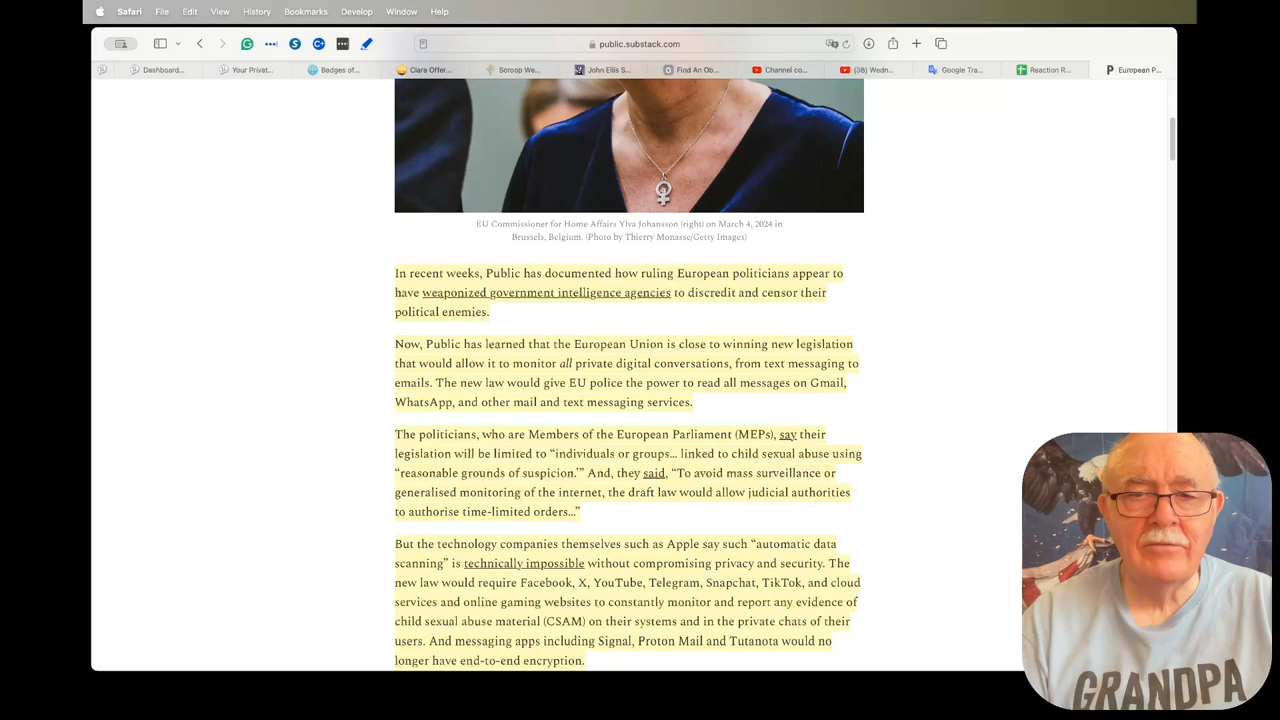 Safari File Edit View History Bookmarks Develop Window Help
public.substack.com
Dashboard... Your Privat... Badges of... Clara Offer... Scroop We... John Ellis S... Find An Ob... Channel co... (38) Wedn... Google Tra... Reaction R... European P...
EU Commissioner for Home Affairs Ylva Johansson (right) on March 4, 2024 in
Brussels, Belgium. (Photo by Thierry Monasse/Getty Images)
In recent weeks, Public has documented how ruling European politicians appear to
have weaponized government intelligence agencies to discredit and censor their
political enemies.
Now, Public has learned that the European Union is close to winning new legislation
that would allow it to monitor all private digital conversations, from text messaging to
emails. The new law would give EU police the power to read all messages on Gmail,
WhatsApp, and other mail and text messaging services.
The politicians, who are Members of the European Parliament (MEPs), say their
legislation will be limited to “individuals or groups… linked to child sexual abuse using
“reasonable grounds of suspicion.’” And, they said, “To avoid mass surveillance or
generalised monitoring of the internet, the draft law would allow judicial authorities
to authorise time-limited orders…”
But the technology companies themselves such as Apple say such “automatic data
scanning” is technically impossible without compromising privacy and security. The
new law would require Facebook, X, YouTube, Telegram, Snapchat, TikTok, and cloud
services and online gaming websites to constantly monitor and report any evidence of
child sexual abuse material (CSAM) on their systems and in the private chats of their
users. And messaging apps including Signal, Proton Mail and Tutanota would no
longer have end-to-end encryption.
GRANDPA